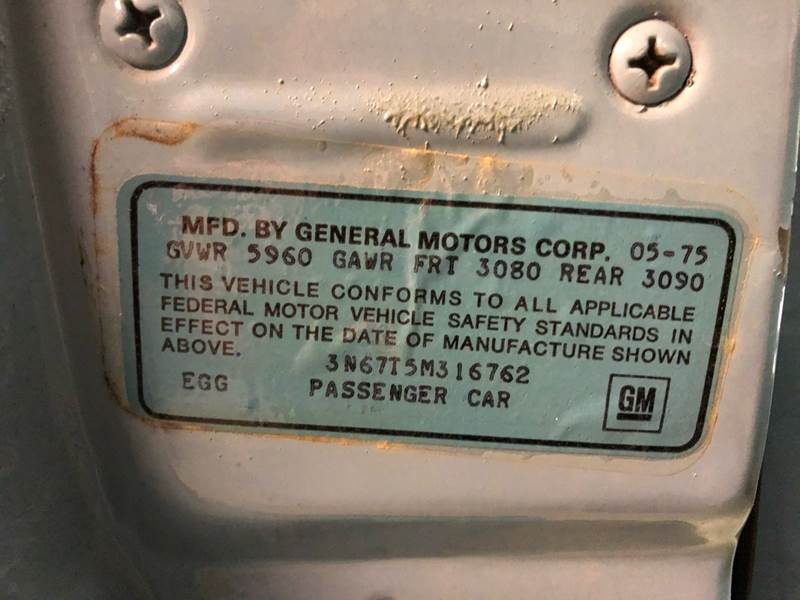 MFD. BY GENERAL MOTORS CORP. 05-75
GVWR 5960 GAWR FRT 3080 REAR 3090
THIS VEHICLE CONFORMS TO ALL APPLICABLE
FEDERAL MOTOR VEHICLE SAFETY STANDARDS IN
EFFECT ON THE DATE OF MANUFACTURE SHOWN
ABOVE.
3N67T5M316762
EGG
PASSENGER CAR
GM